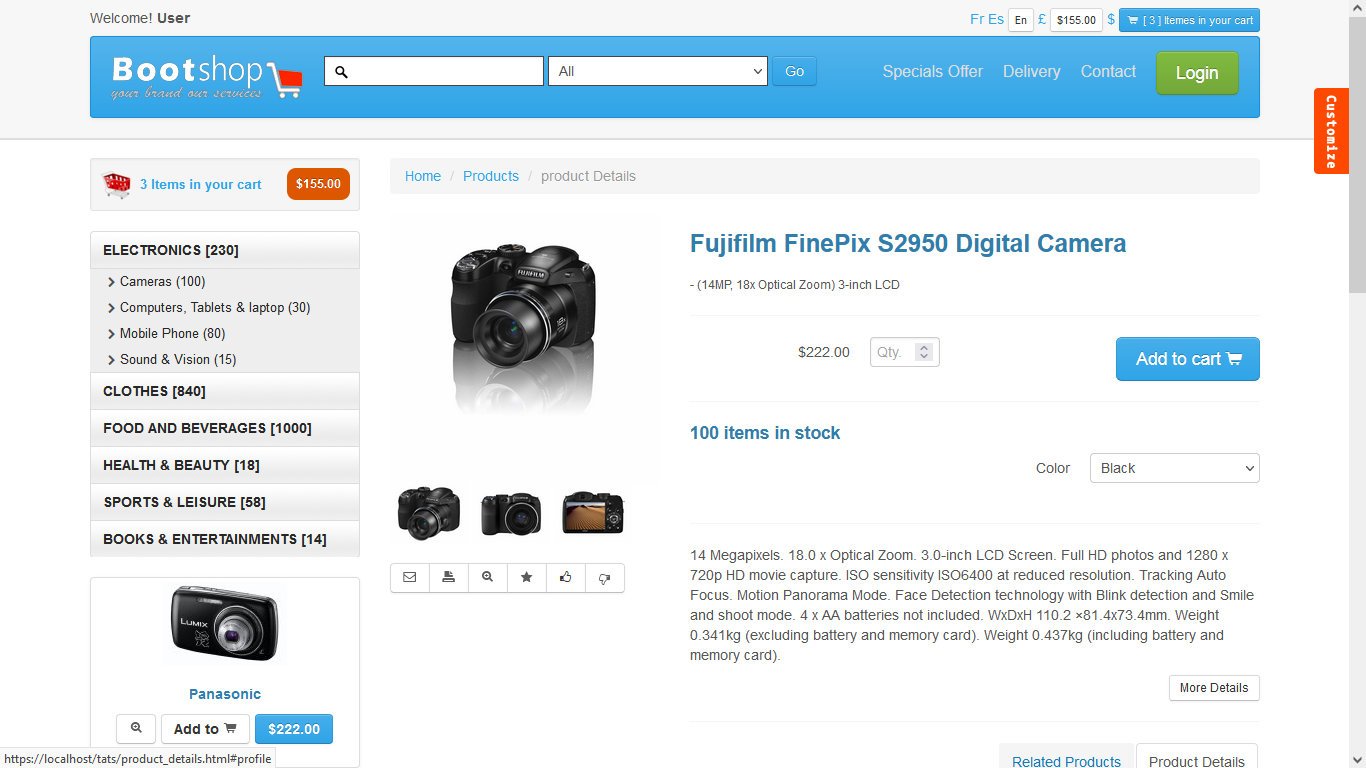 Welcome! User
Fr Es En £ $155.00 $ [ 3 ] Itemes in your cart
Bootshop
your brand our services
All
Go
Specials Offer Delivery Contact Login
Customize
3 Items in your cart $155.00
Home / Products / product Details
ELECTRONICS [230]
Cameras (100)
Computers, Tablets & laptop (30)
Mobile Phone (80)
Sound & Vision (15)
CLOTHES [840]
FOOD AND BEVERAGES [1000]
HEALTH & BEAUTY [18]
SPORTS & LEISURE [58]
BOOKS & ENTERTAINMENTS [14]
LUMIX
Panasonic
Add to $222.00
FUJIFILM
Fujifilm FinePix S2950 Digital Camera
- (14MP, 18x Optical Zoom) 3-inch LCD
$222.00 Qty. Add to cart
100 items in stock
Color Black
14 Megapixels. 18.0 x Optical Zoom. 3.0-inch LCD Screen. Full HD photos and 1280 x
720p HD movie capture. ISO sensitivity ISO6400 at reduced resolution. Tracking Auto
Focus. Motion Panorama Mode. Face Detection technology with Blink detection and Smile
and shoot mode. 4 x AA batteries not included. WxDxH 110.2 ×81.4x73.4mm. Weight
0.341kg (excluding battery and memory card). Weight 0.437kg (including battery and
memory card).
More Details
Related Products Product Details
https://localhost/tats/product_details.html#profile